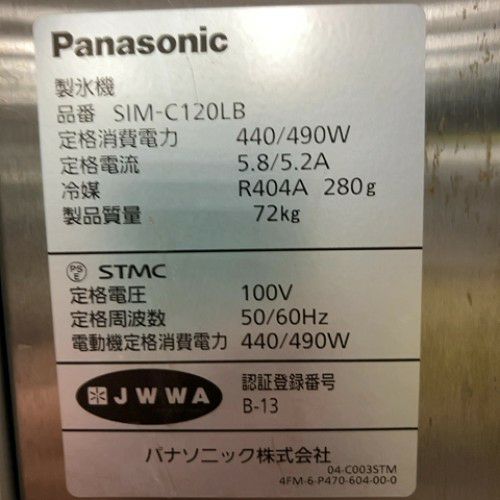 Panasonic
製氷機
品番 SIM-C120LB
定格消費電力 440/490W
定格電流 5.8/5.2A
冷媒 R404A 280g
製品質量 72kg
PSE STMC
定格電圧 100V
定格周波数 50/60Hz
電動機定格消費電力 440/490W
JWWA 認証登録番号
B-13
パナソニック株式会社
04-C003STM
4FM-6-P470-604-00-0